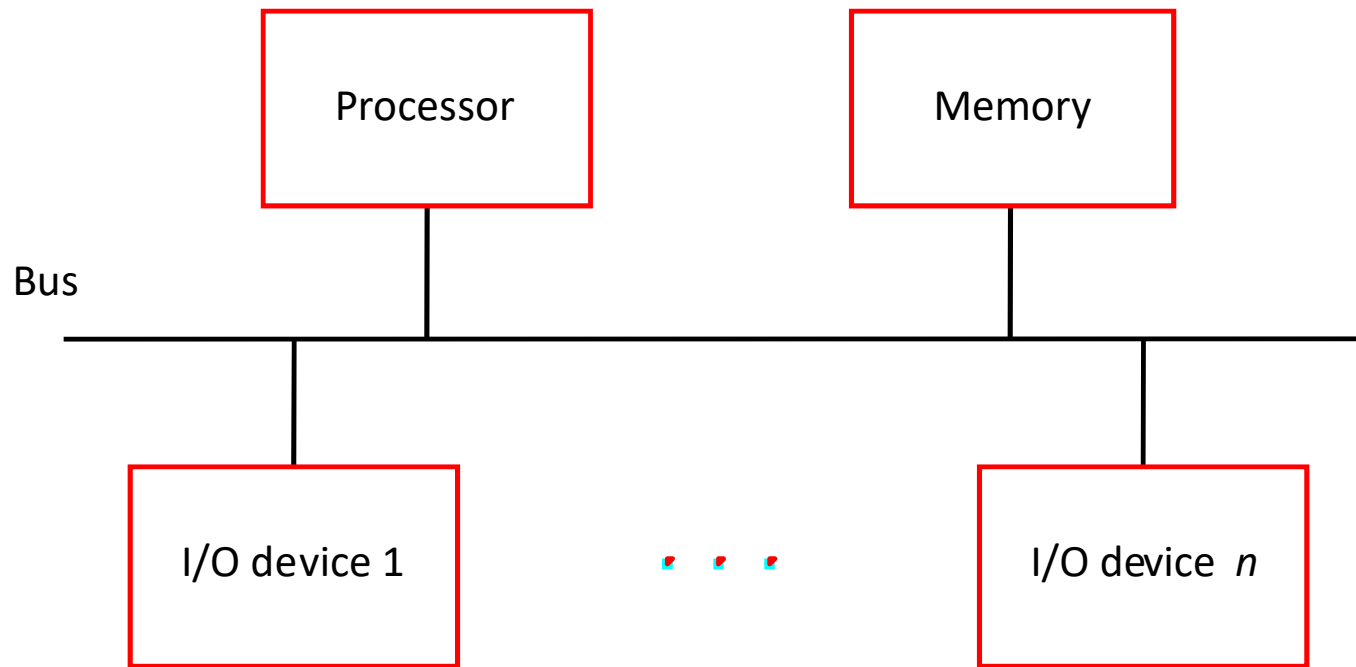 Processor
Memory
Bus
I/O device 1
. . .
I/O device n